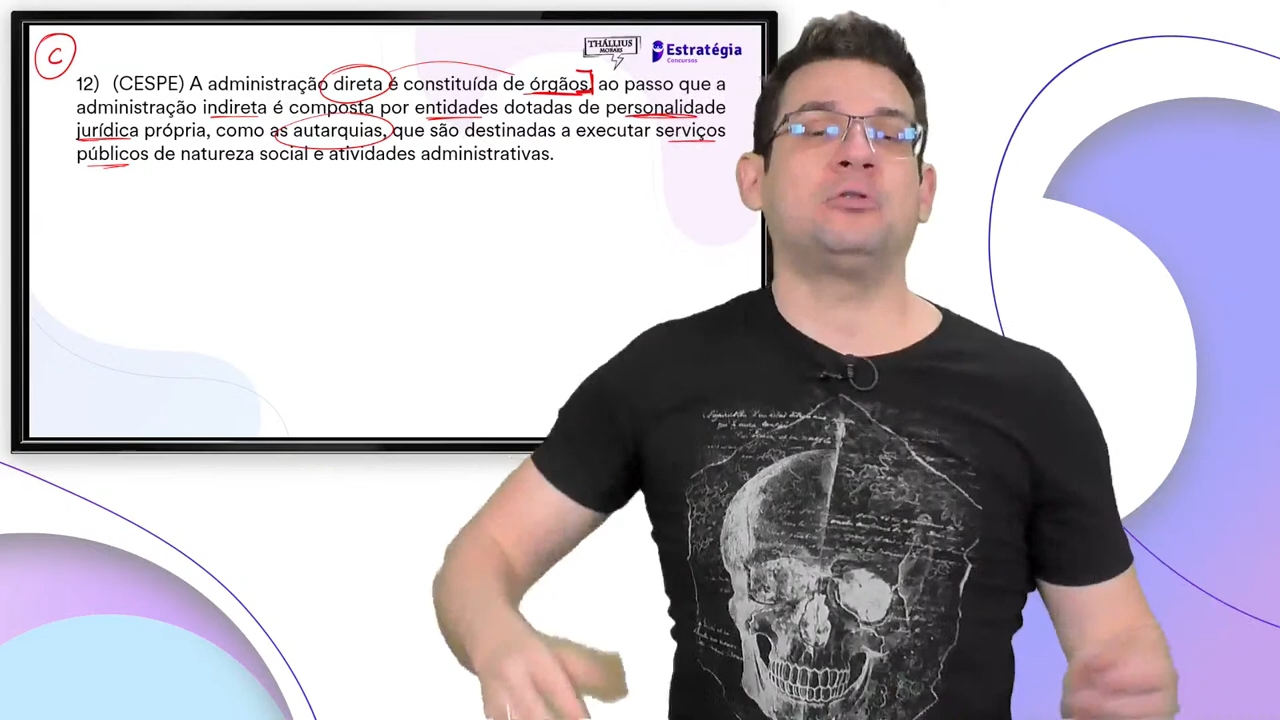 C
THÁLLIUS
MORAES
Estratégia
Concursos
12) (CESPE) A administração direta é constituída de órgãos, ao passo que a
administração indireta é composta por entidades dotadas de personalidade
jurídica própria, como as autarquias, que são destinadas a executar serviços
públicos de natureza social e atividades administrativas.